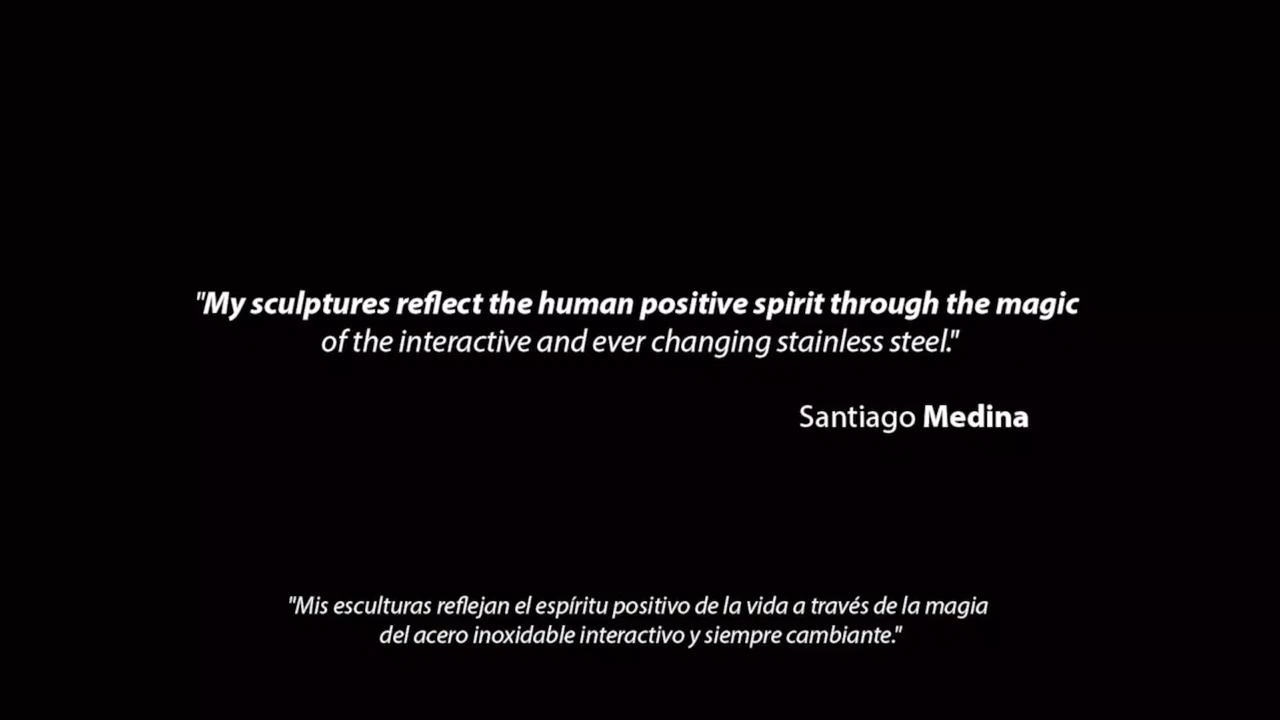 "My sculptures reflect the human positive spirit through the magic
of the interactive and ever changing stainless steel."
Santiago Medina
"Mis esculturas reflejan el espíritu positivo de la vida a través de la magia
del acero inoxidable interactivo y siempre cambiante."